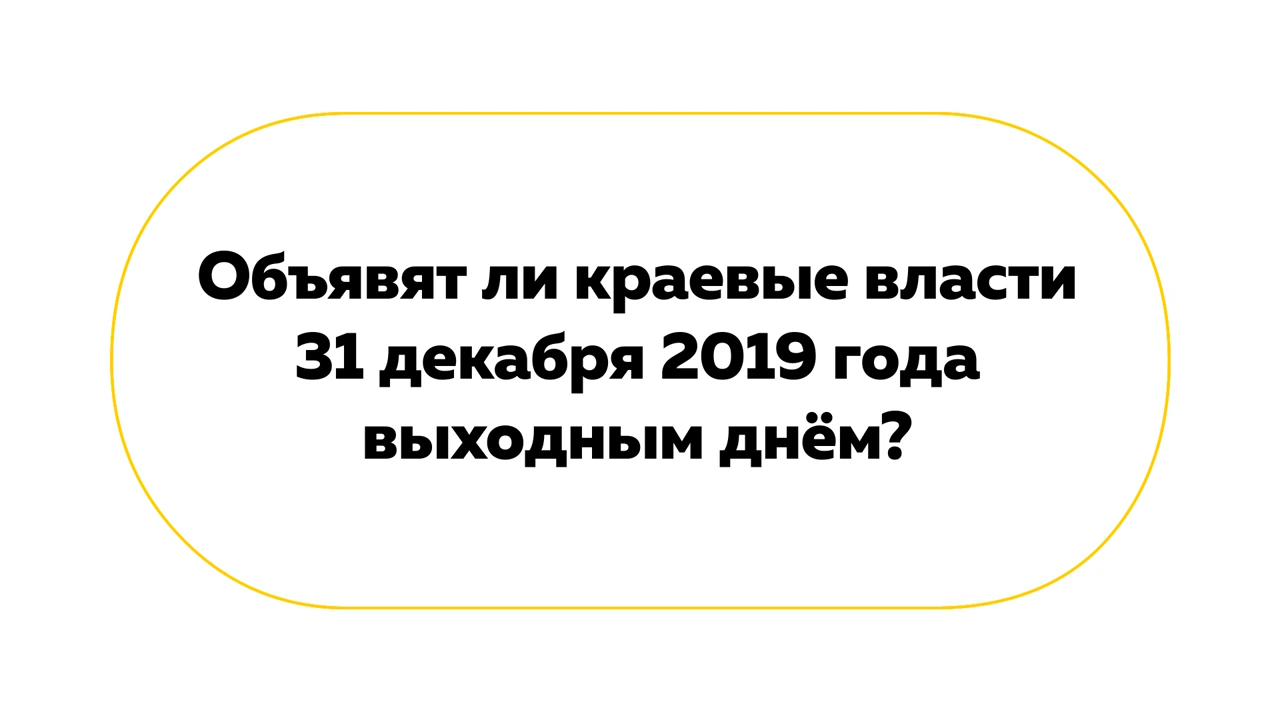 Объявят ли краевые власти
31 декабря 2019 года
выходным днём?